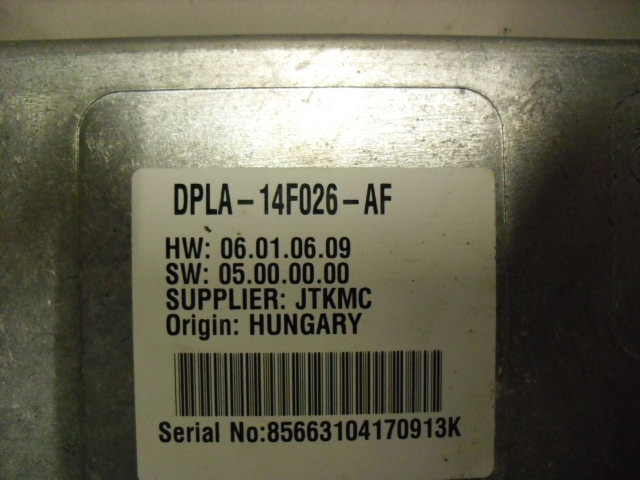 DPLA-14F026-AF
HW: 06.01.06.09
SW: 05.00.00.00
SUPPLIER: JTKMC
Origin: HUNGARY
Serial No:85663104170913K